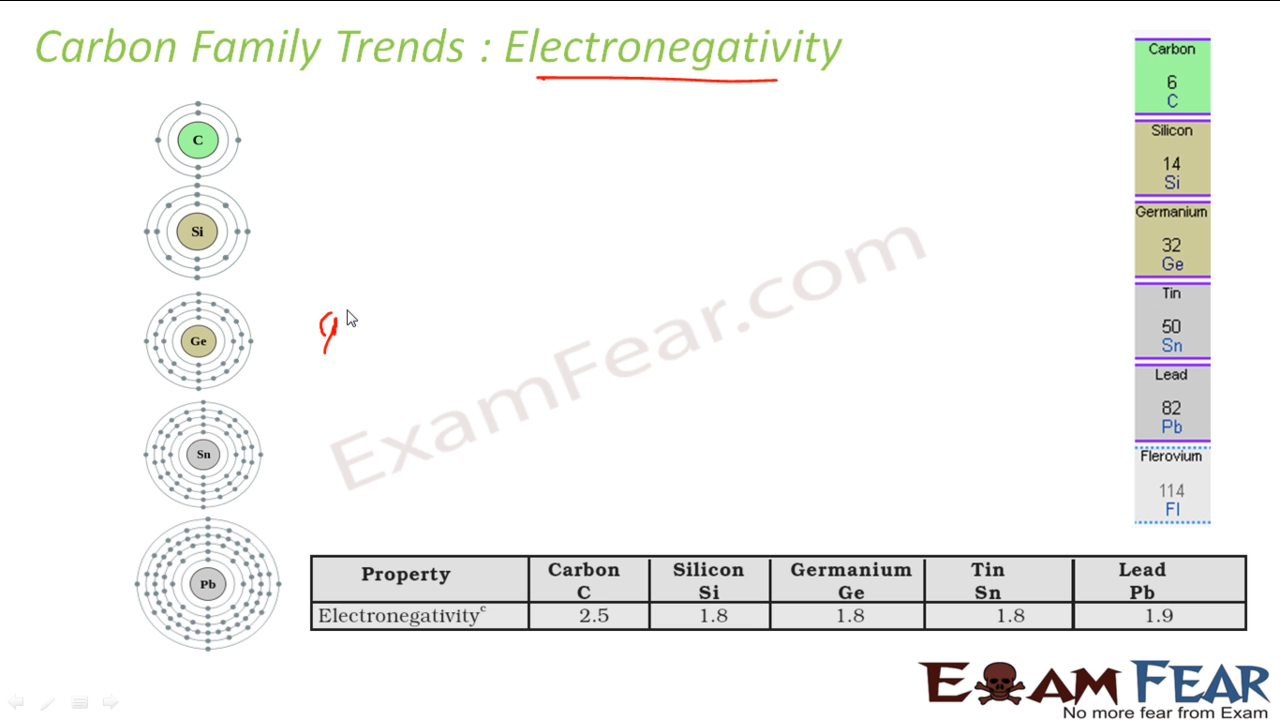 Carbon Family Trends : Electronegativity
C
Si
Ge
Sn
Pb
Carbon
6
C
Silicon
14
Si
Germanium
32
Ge
Tin
50
Sn
Lead
82
Pb
Flerovium
114
Fl
ExamFear.com
Property Carbon C Silicon Si Germanium Ge Tin Sn Lead Pb
Electronegativityᶜ 2.5 1.8 1.8 1.8 1.9
EXAM FEAR
No more fear from Exam